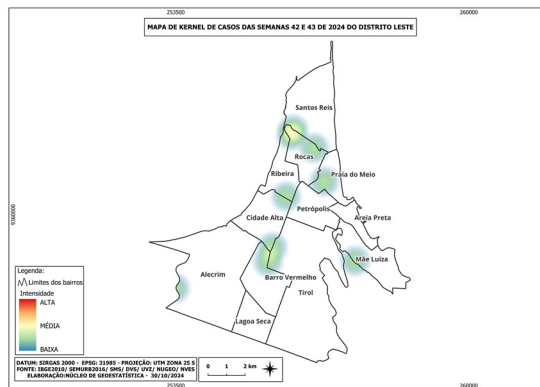 253500
260000
MAPA DE KERNEL DE CASOS DAS SEMANAS 42 E 43 DE 2024 DO DISTRITO LESTE
Santos Reis
Rocas
Ribeira
Praia do Meio
Petrópolis
Cidade Alta
Areia Preta
9360000
Mãe Luiza
Alecrim
Barro Vermelho
Tirol
Lagoa Seca
Legenda:
Limites dos bairros
Intensidade
ALTA
MÉDIA
BAIXA
DATUM: SIRGAS 2000 - EPSG: 31985 - PROJEÇÃO: UTM ZONA 25 S
FONTE: IBGE2010/ SEMURB2016/ SMS/ DVS/ UVZ/ NUGEO/ NVES
ELABORAÇÃO:NÚCLEO DE GEOESTATÍSTICA - 30/10/2024
0 1 2 km
253500
260000